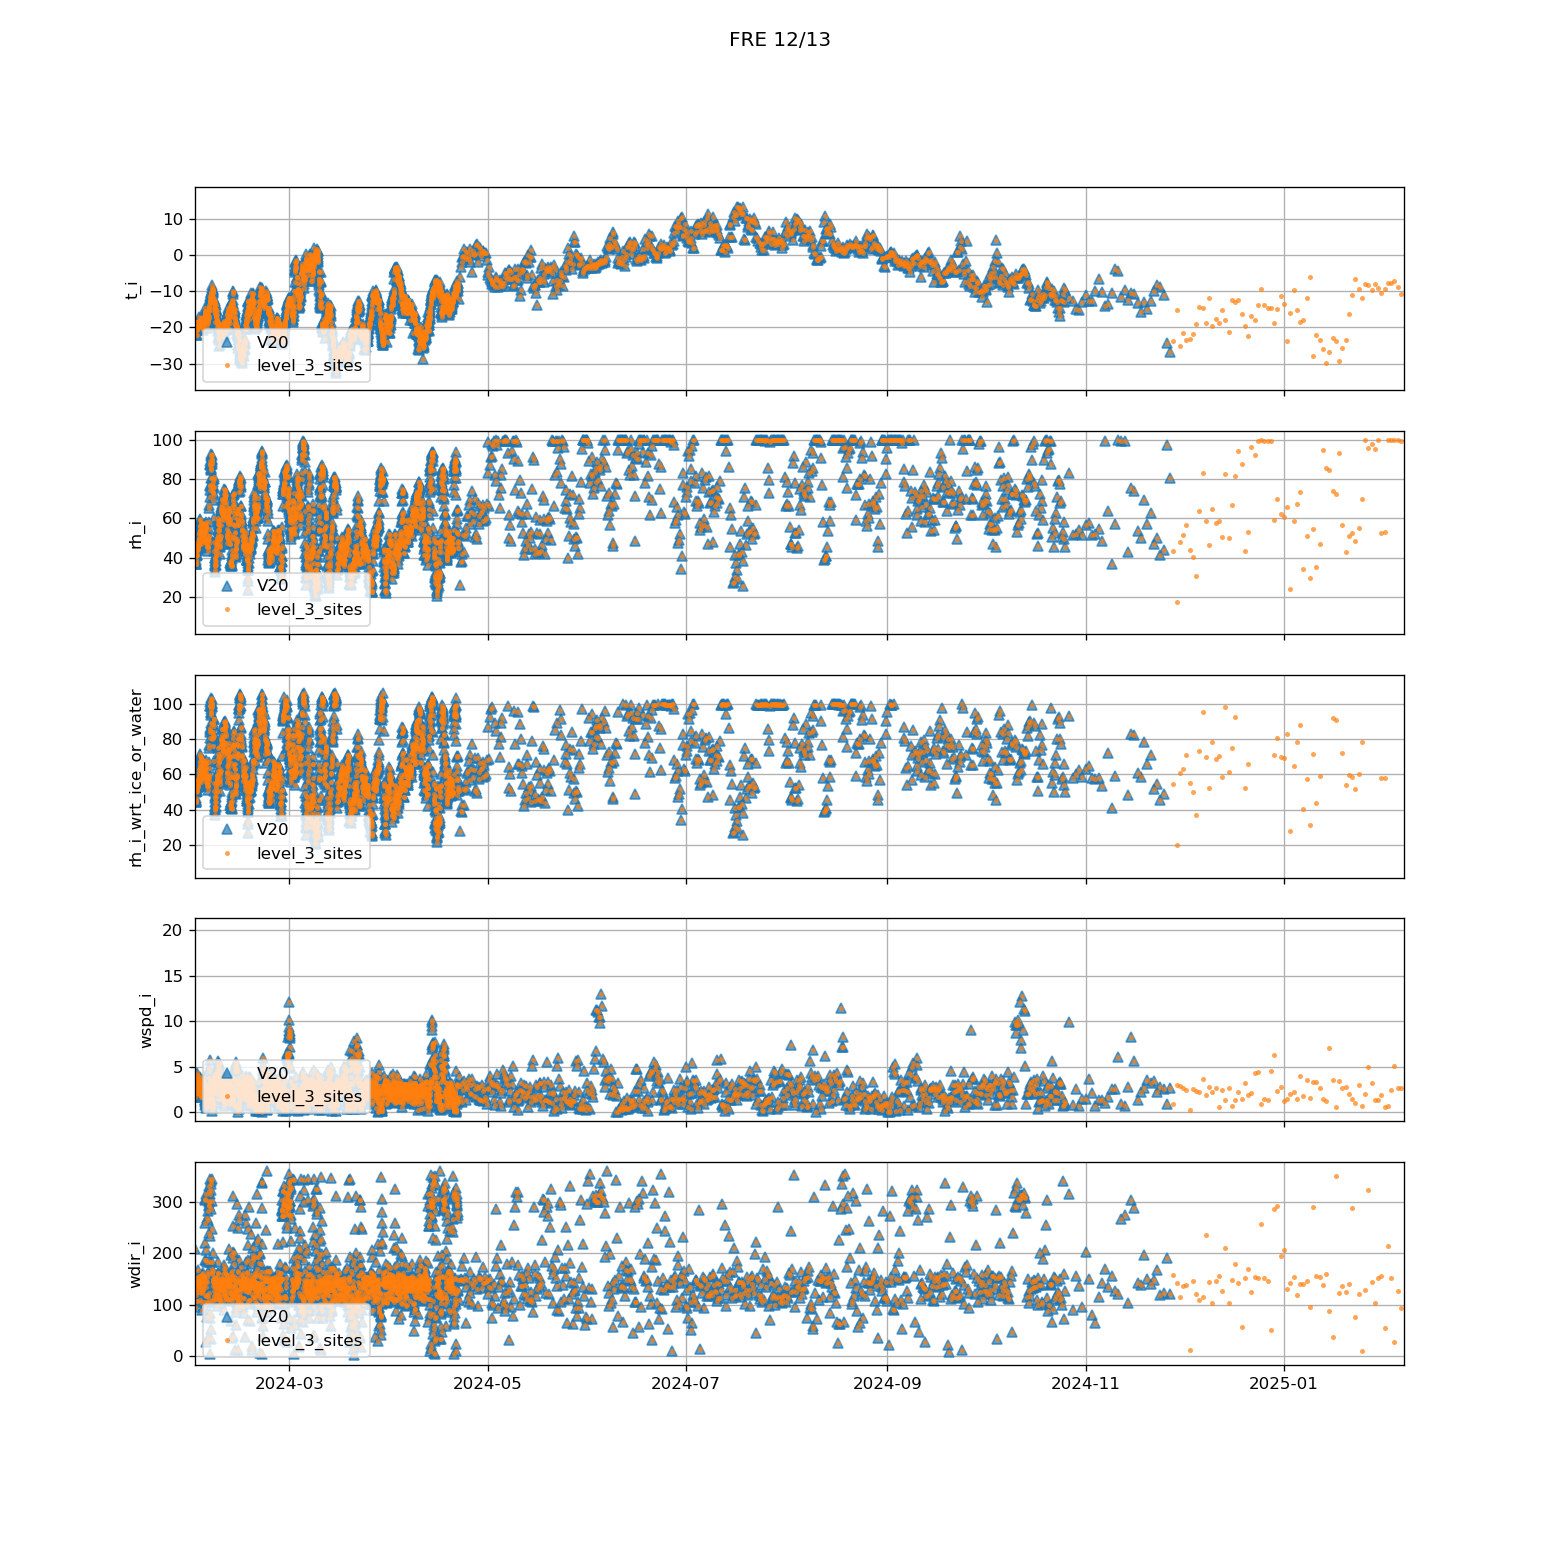 FRE 12/13
10
0
−10
−20
−30
t_i
V20
level_3_sites
100
80
60
40
20
rh_i
V20
level_3_sites
100
80
60
40
20
rh_i_wrt_ice_or_water
V20
level_3_sites
20
15
10
5
0
wspd_i
V20
level_3_sites
300
200
100
0
wdir_i
V20
level_3_sites
2024-03 2024-05 2024-07 2024-09 2024-11 2025-01